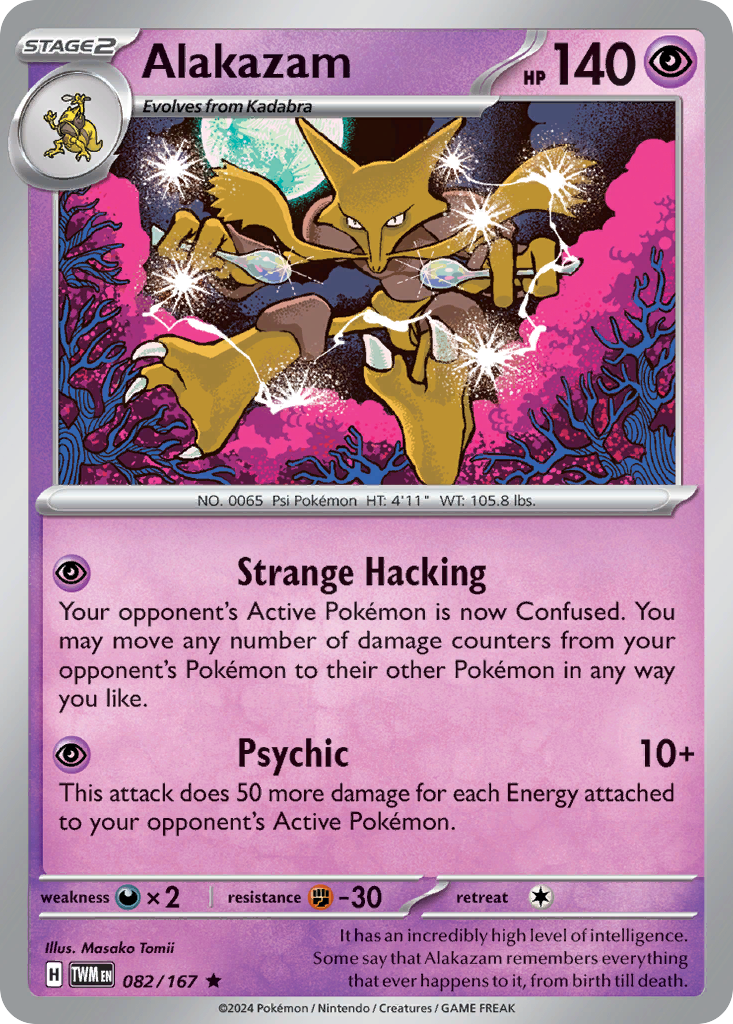 STAGE2
Alakazam
HP 140
Evolves from Kadabra
NO. 0065 Psi Pokémon HT: 4'11" WT: 105.8 lbs.
Strange Hacking
Your opponent's Active Pokémon is now Confused. You
may move any number of damage counters from your
opponent's Pokémon to their other Pokémon in any way
you like.
Psychic 10+
This attack does 50 more damage for each Energy attached
to your opponent's Active Pokémon.
weakness ×2 resistance -30 retreat
Illus. Masako Tomii
It has an incredibly high level of intelligence.
Some say that Alakazam remembers everything
that ever happens to it, from birth till death.
H TWM EN 082/167 ★
©2024 Pokémon / Nintendo / Creatures / GAME FREAK